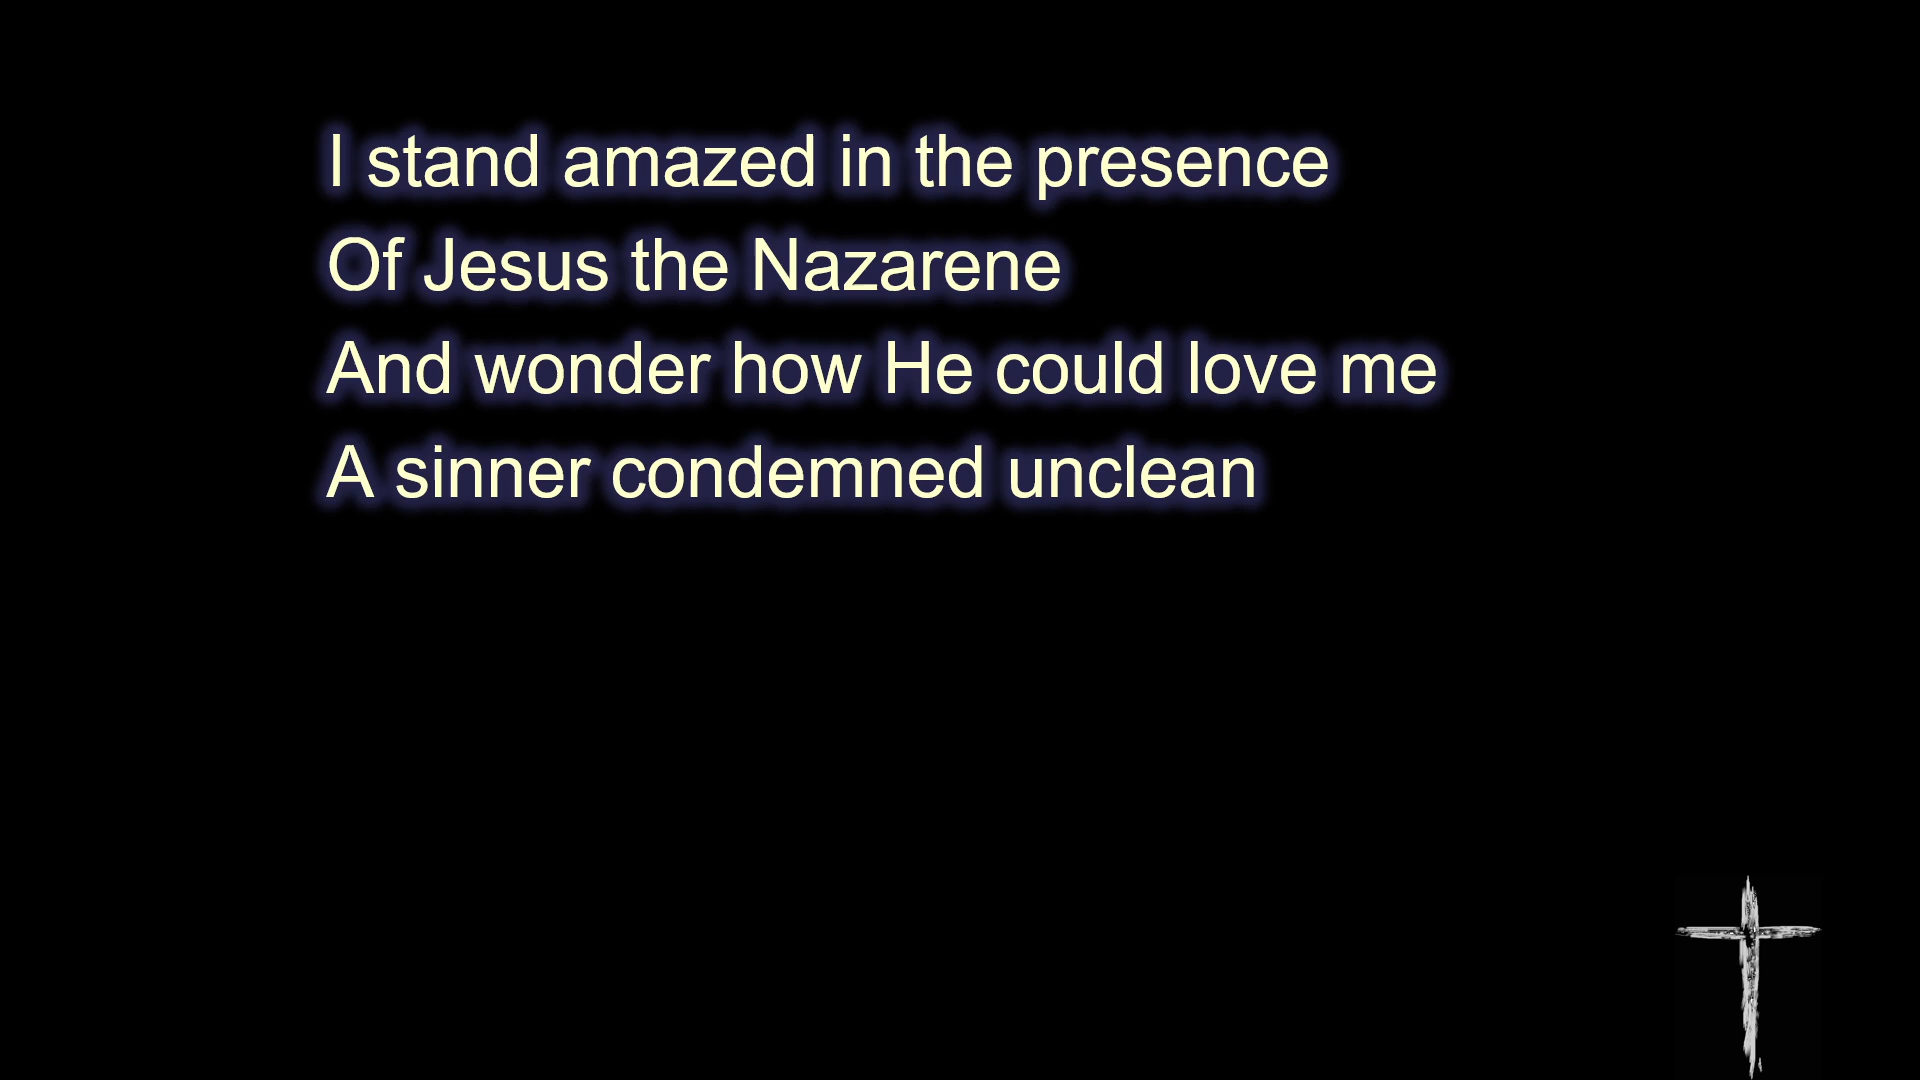 I stand amazed in the presence
Of Jesus the Nazarene
And wonder how He could love me
A sinner condemned unclean